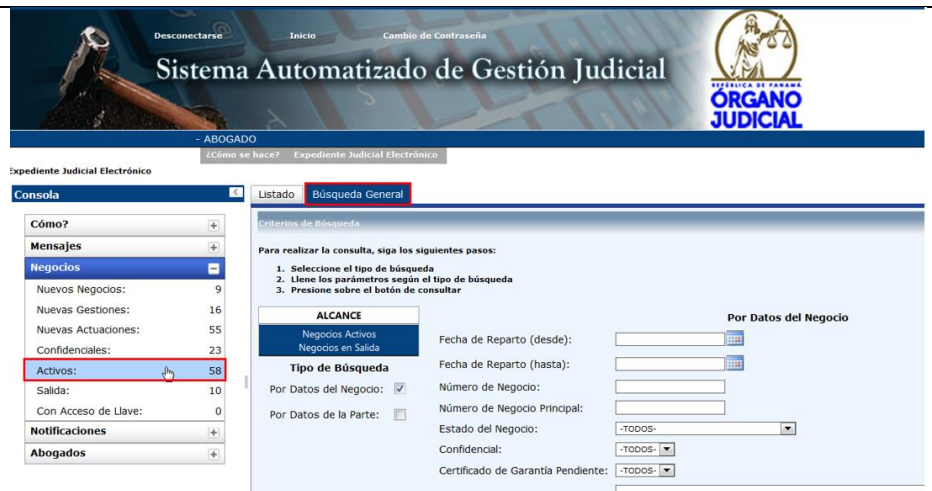 Desconectarse Inicio Cambio de Contraseña
Sistema Automatizado de Gestión Judicial
REPÚBLICA DE PANAMÁ
ÓRGANO
JUDICIAL
- ABOGADO
¿Cómo se hace? Expediente Judicial Electrónico
Expediente Judicial Electrónico
Consola
Listado Búsqueda General
Cómo?
Mensajes
Negocios
Nuevos Negocios: 9
Nuevas Gestiones: 16
Nuevas Actuaciones: 55
Confidenciales: 23
Activos: 58
Salida: 10
Con Acceso de Llave: 0
Notificaciones
Abogados
Criterios de Búsqueda
Para realizar la consulta, siga los siguientes pasos:
1. Seleccione el tipo de búsqueda
2. Llene los parámetros según el tipo de búsqueda
3. Presione sobre el botón de consultar
ALCANCE
Negocios Activos
Negocios en Salida
Tipo de Búsqueda
Por Datos del Negocio:
Por Datos de la Parte:
Por Datos del Negocio
Fecha de Reparto (desde):
Fecha de Reparto (hasta):
Número de Negocio:
Número de Negocio Principal:
Estado del Negocio: -TODOS-
Confidencial: -TODOS-
Certificado de Garantía Pendiente: -TODOS-